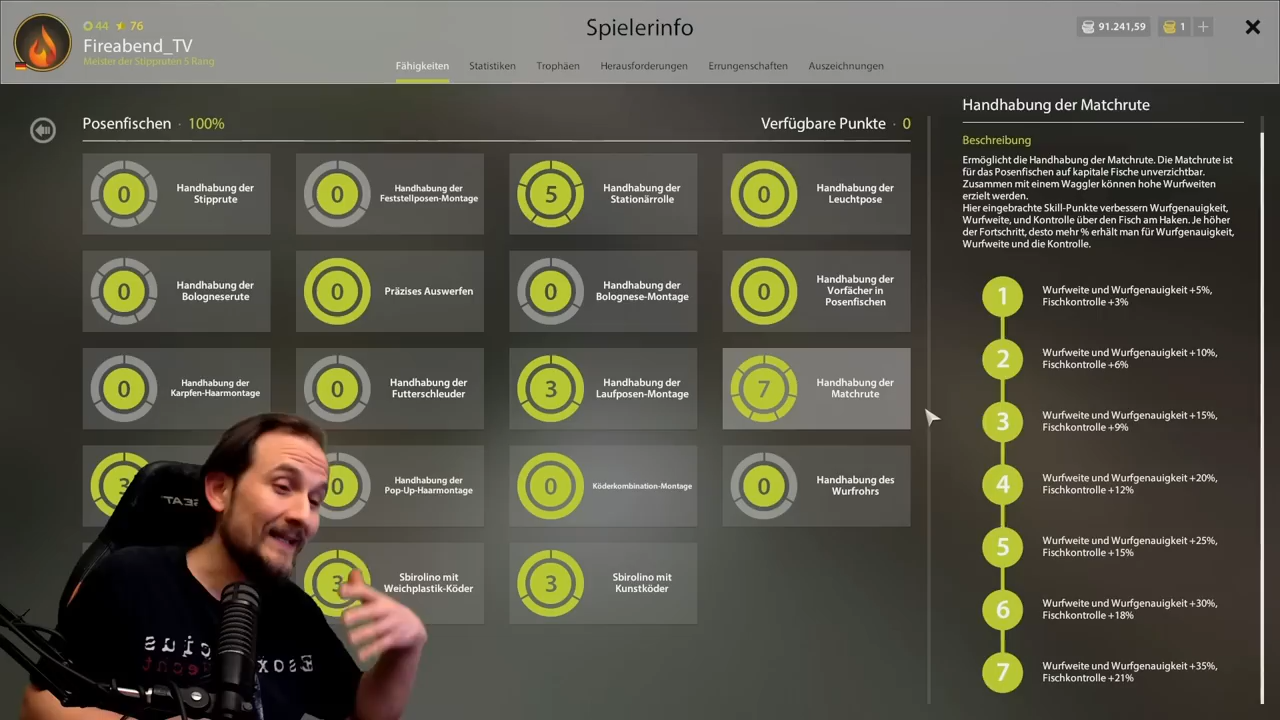 44 76
Fireabend_TV
Meister der Stippruten 5 Rang
Spielerinfo
91.241,59
1
Fähigkeiten
Statistiken
Trophäen
Herausforderungen
Errungenschaften
Auszeichnungen
Posenfischen · 100%
Verfügbare Punkte · 0
0
Handhabung der
Stipprute
0
Handhabung der
Feststellposen-Montage
5
Handhabung der
Stationärrolle
0
Handhabung der
Leuchtpose
0
Handhabung der
Bologneserute
0
Präzises Auswerfen
0
Handhabung der
Bolognese-Montage
0
Handhabung der
Vorfächer in
Posenfischen
0
Handhabung der
Karpfen-Haarmontage
0
Handhabung der
Futterschleuder
3
Handhabung der
Laufposen-Montage
7
Handhabung der
Matchrute
3
0
Handhabung der
Pop-Up-Haarmontage
0
Köderkombination-Montage
0
Handhabung des
Wurfrohrs
3
Sbirolino mit
Weichplastik-Köder
3
Sbirolino mit
Kunstköder
Handhabung der Matchrute
Beschreibung
Ermöglicht die Handhabung der Matchrute. Die Matchrute ist
für das Posenfischen auf kapitale Fische unverzichtbar.
Zusammen mit einem Waggler können hohe Wurfweiten
erzielt werden.
Hier eingebrachte Skill-Punkte verbessern Wurfgenauigkeit,
Wurfweite, und Kontrolle über den Fisch am Haken. Je höher
der Fortschritt, desto mehr % erhält man für Wurfgenauigkeit,
Wurfweite und die Kontrolle.
1
Wurfweite und Wurfgenauigkeit +5%,
Fischkontrolle +3%
2
Wurfweite und Wurfgenauigkeit +10%,
Fischkontrolle +6%
3
Wurfweite und Wurfgenauigkeit +15%,
Fischkontrolle +9%
4
Wurfweite und Wurfgenauigkeit +20%,
Fischkontrolle +12%
5
Wurfweite und Wurfgenauigkeit +25%,
Fischkontrolle +15%
6
Wurfweite und Wurfgenauigkeit +30%,
Fischkontrolle +18%
7
Wurfweite und Wurfgenauigkeit +35%,
Fischkontrolle +21%